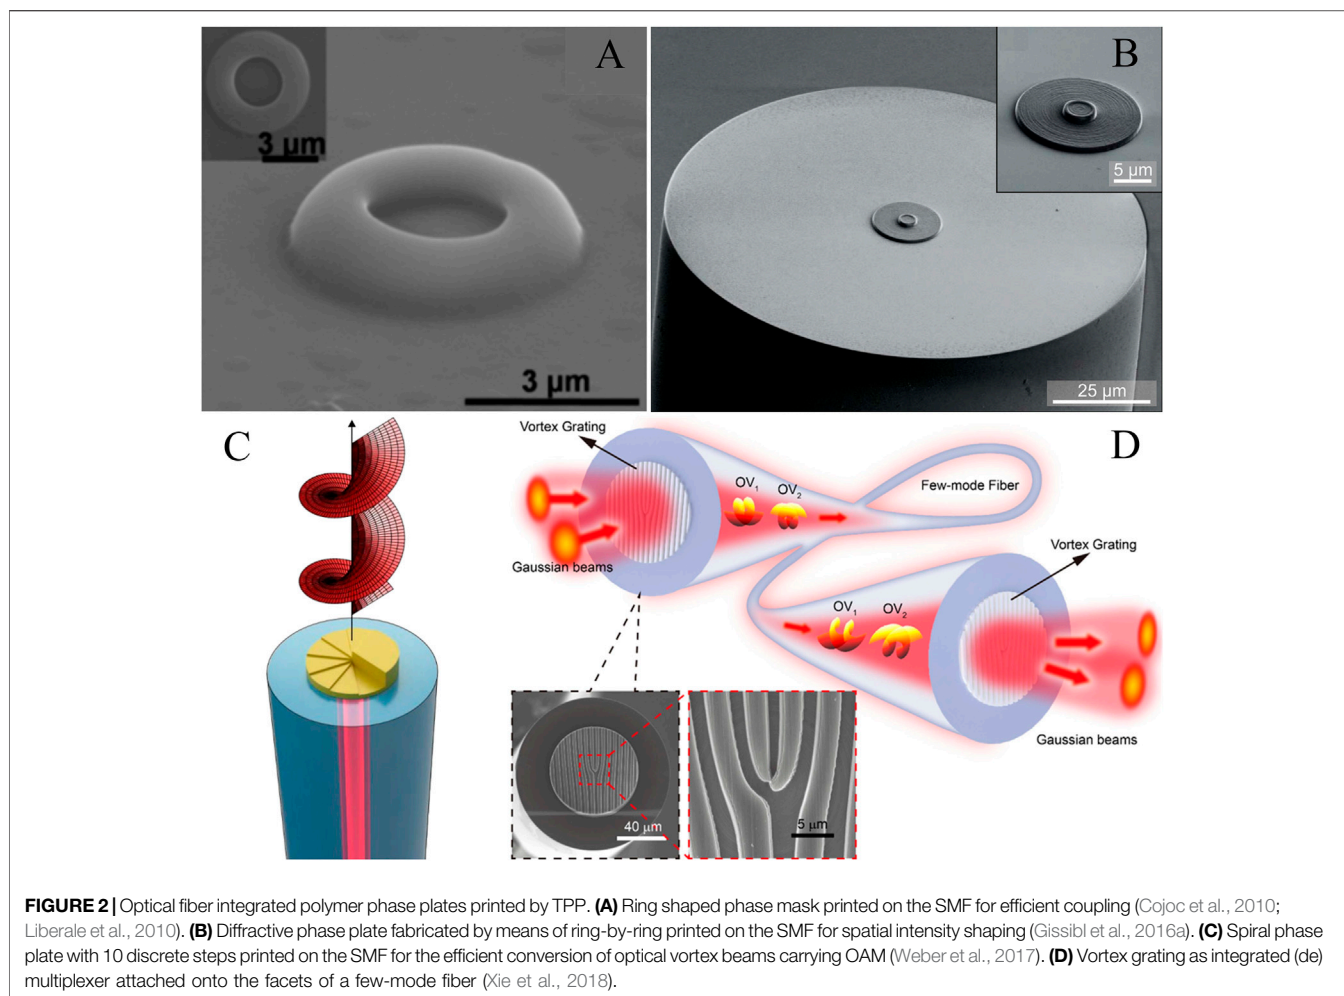 A
3 µm
3 µm
B
5 µm
25 µm
C
D
Vortex Grating
OV1
OV2
Few-mode Fiber
Gaussian beams
Vortex Grating
OV1
OV2
Gaussian beams
40 µm
5 µm
FIGURE 2 | Optical fiber integrated polymer phase plates printed by TPP. (A) Ring shaped phase mask printed on the SMF for efficient coupling (Cojoc et al., 2010;
Liberale et al., 2010). (B) Diffractive phase plate fabricated by means of ring-by-ring printed on the SMF for spatial intensity shaping (Gissibl et al., 2016a). (C) Spiral phase
plate with 10 discrete steps printed on the SMF for the efficient conversion of optical vortex beams carrying OAM (Weber et al., 2017). (D) Vortex grating as integrated (de)
multiplexer attached onto the facets of a few-mode fiber (Xie et al., 2018).